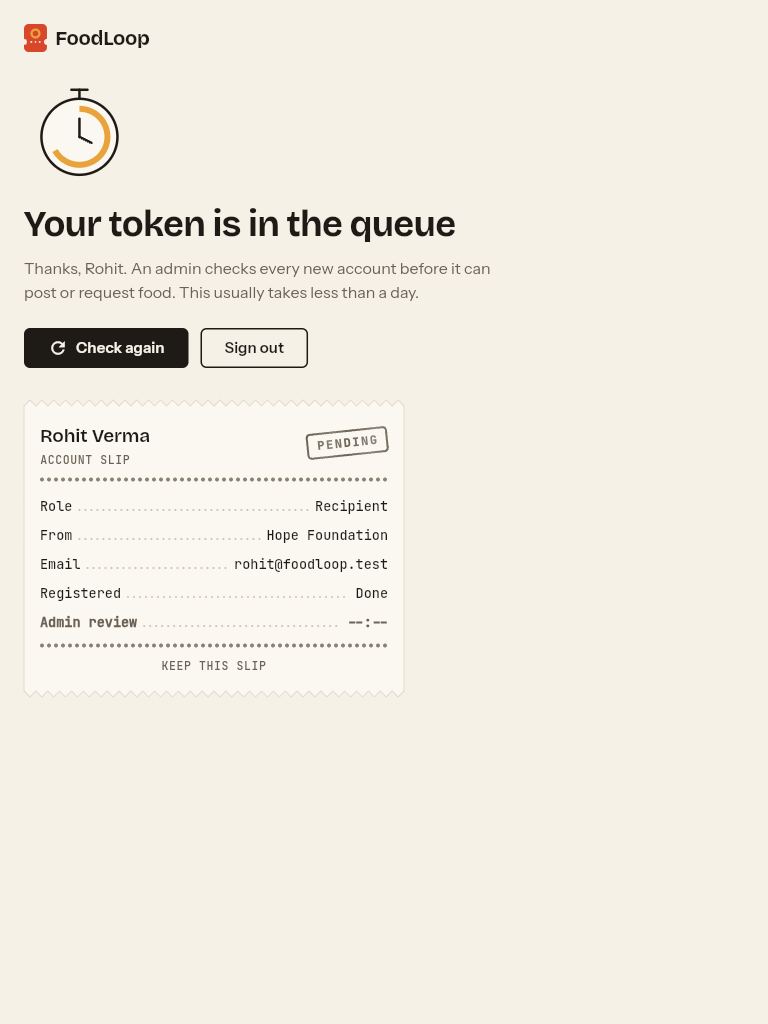 FoodLoop
Your token is in the queue
Thanks, Rohit. An admin checks every new account before it can
post or request food. This usually takes less than a day.
Check again
Sign out
Rohit Verma
PENDING
ACCOUNT SLIP
Role Recipient
From Hope Foundation
Email rohit@foodloop.test
Registered Done
Admin review --:--
KEEP THIS SLIP